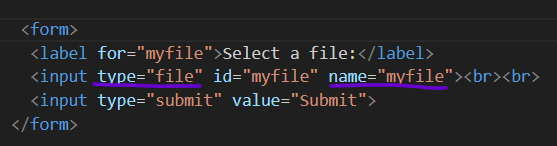 <form>
<label for="myfile">Select a file:</label>
<input type="file" id="myfile" name="myfile"><br><br>
<input type="submit" value="Submit">
</form>